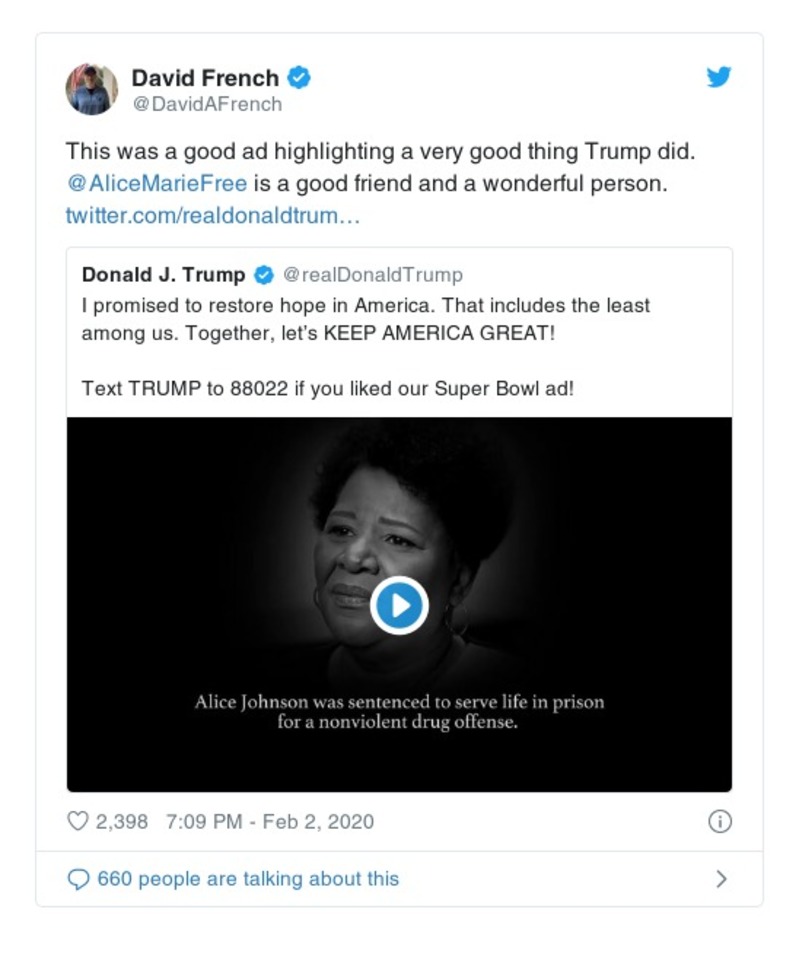 David French
@DavidAFrench
This was a good ad highlighting a very good thing Trump did.
@AliceMarieFree is a good friend and a wonderful person.
twitter.com/realdonaldtrum…
Donald J. Trump @realDonaldTrump
I promised to restore hope in America. That includes the least
among us. Together, let’s KEEP AMERICA GREAT!
Text TRUMP to 88022 if you liked our Super Bowl ad!
Alice Johnson was sentenced to serve life in prison
for a nonviolent drug offense.
2,398 7:09 PM - Feb 2, 2020
660 people are talking about this